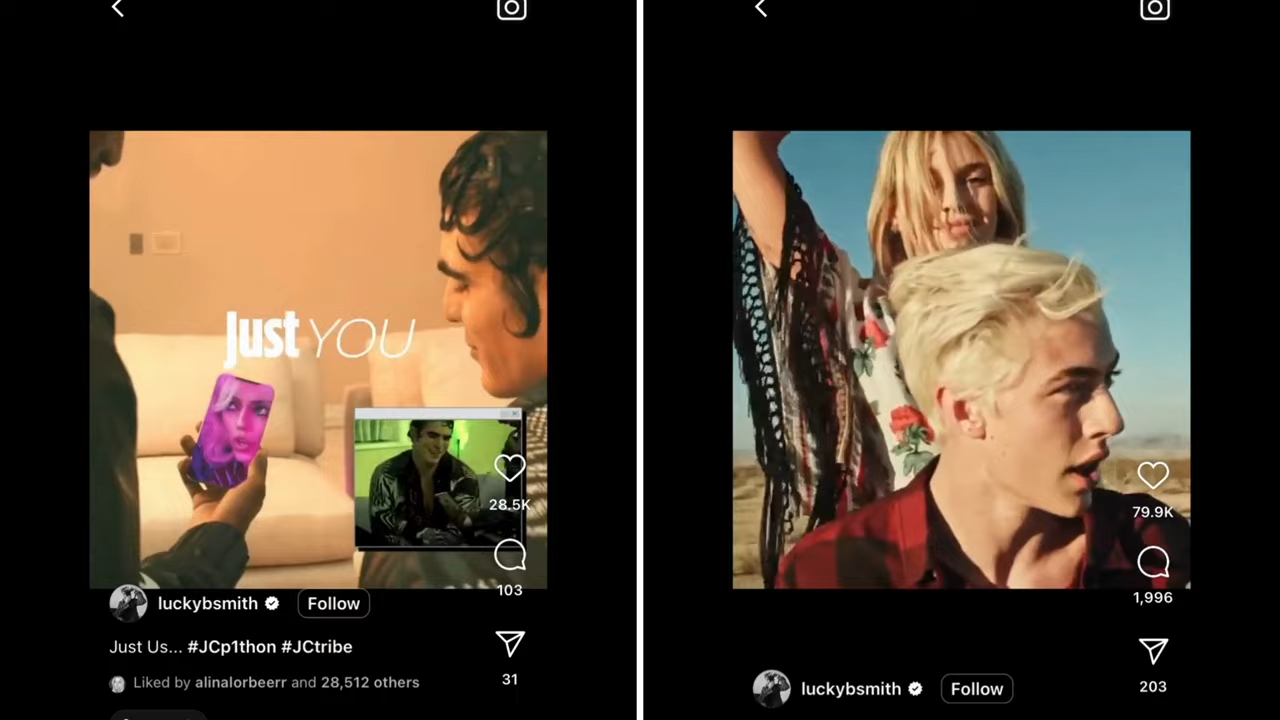 Just YOU
28.5K
103
luckybsmith
Follow
Just Us... #JCp1thon #JCtribe
31
Liked by alinalorbeerr and 28,512 others
79.9K
1,996
203
luckybsmith
Follow